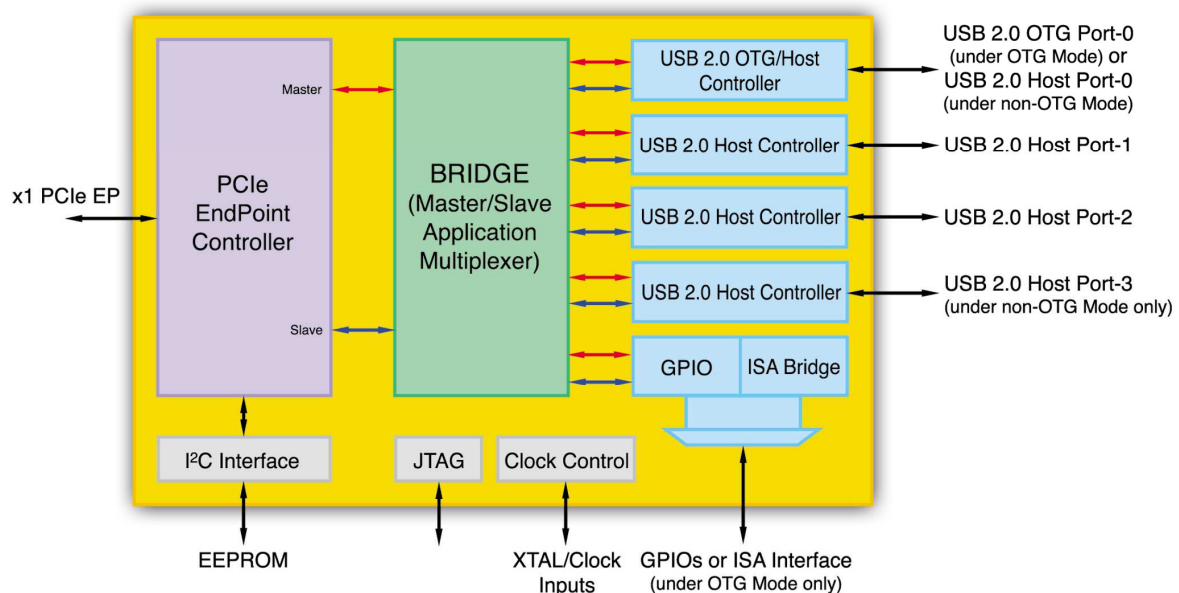 x1 PCIe EP
PCIe
EndPoint
Controller
Master
Slave
BRIDGE
(Master/Slave
Application
Multiplexer)
USB 2.0 OTG/Host
Controller
USB 2.0 Host Controller
USB 2.0 Host Controller
USB 2.0 Host Controller
GPIO
ISA Bridge
USB 2.0 OTG Port-0
(under OTG Mode) or
USB 2.0 Host Port-0
(under non-OTG Mode)
USB 2.0 Host Port-1
USB 2.0 Host Port-2
USB 2.0 Host Port-3
(under non-OTG Mode only)
I²C Interface
JTAG
Clock Control
EEPROM
XTAL/Clock
Inputs
GPIOs or ISA Interface
(under OTG Mode only)